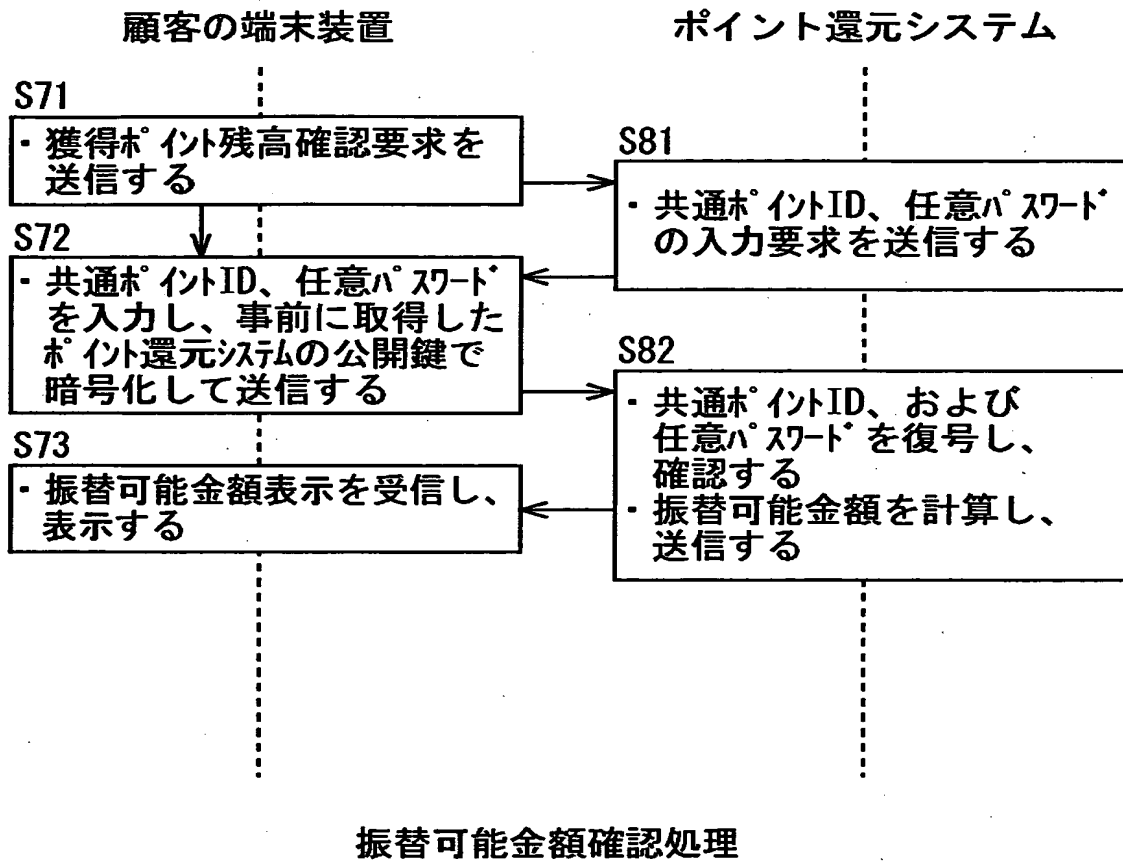 顧客の端末装置
ポイント還元システム
S71
・獲得ﾎﾟｲﾝﾄ残高確認要求を
送信する
S81
・共通ﾎﾟｲﾝﾄID、任意ﾊﾟｽﾜｰﾄﾞ
の入力要求を送信する
S72
・共通ﾎﾟｲﾝﾄID、任意ﾊﾟｽﾜｰﾄﾞ
を入力し、事前に取得した
ﾎﾟｲﾝﾄ還元ｼｽﾃﾑの公開鍵で
暗号化して送信する
S82
・共通ﾎﾟｲﾝﾄID、および
任意ﾊﾟｽﾜｰﾄﾞを復号し、
確認する
・振替可能金額を計算し、
送信する
S73
・振替可能金額表示を受信し、
表示する
振替可能金額確認処理